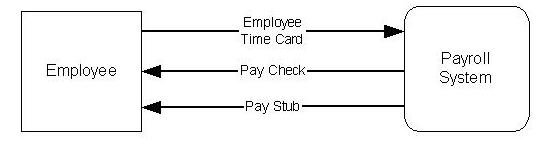 Employee
Employee
Time Card
Pay Check
Pay Stub
Payroll
System